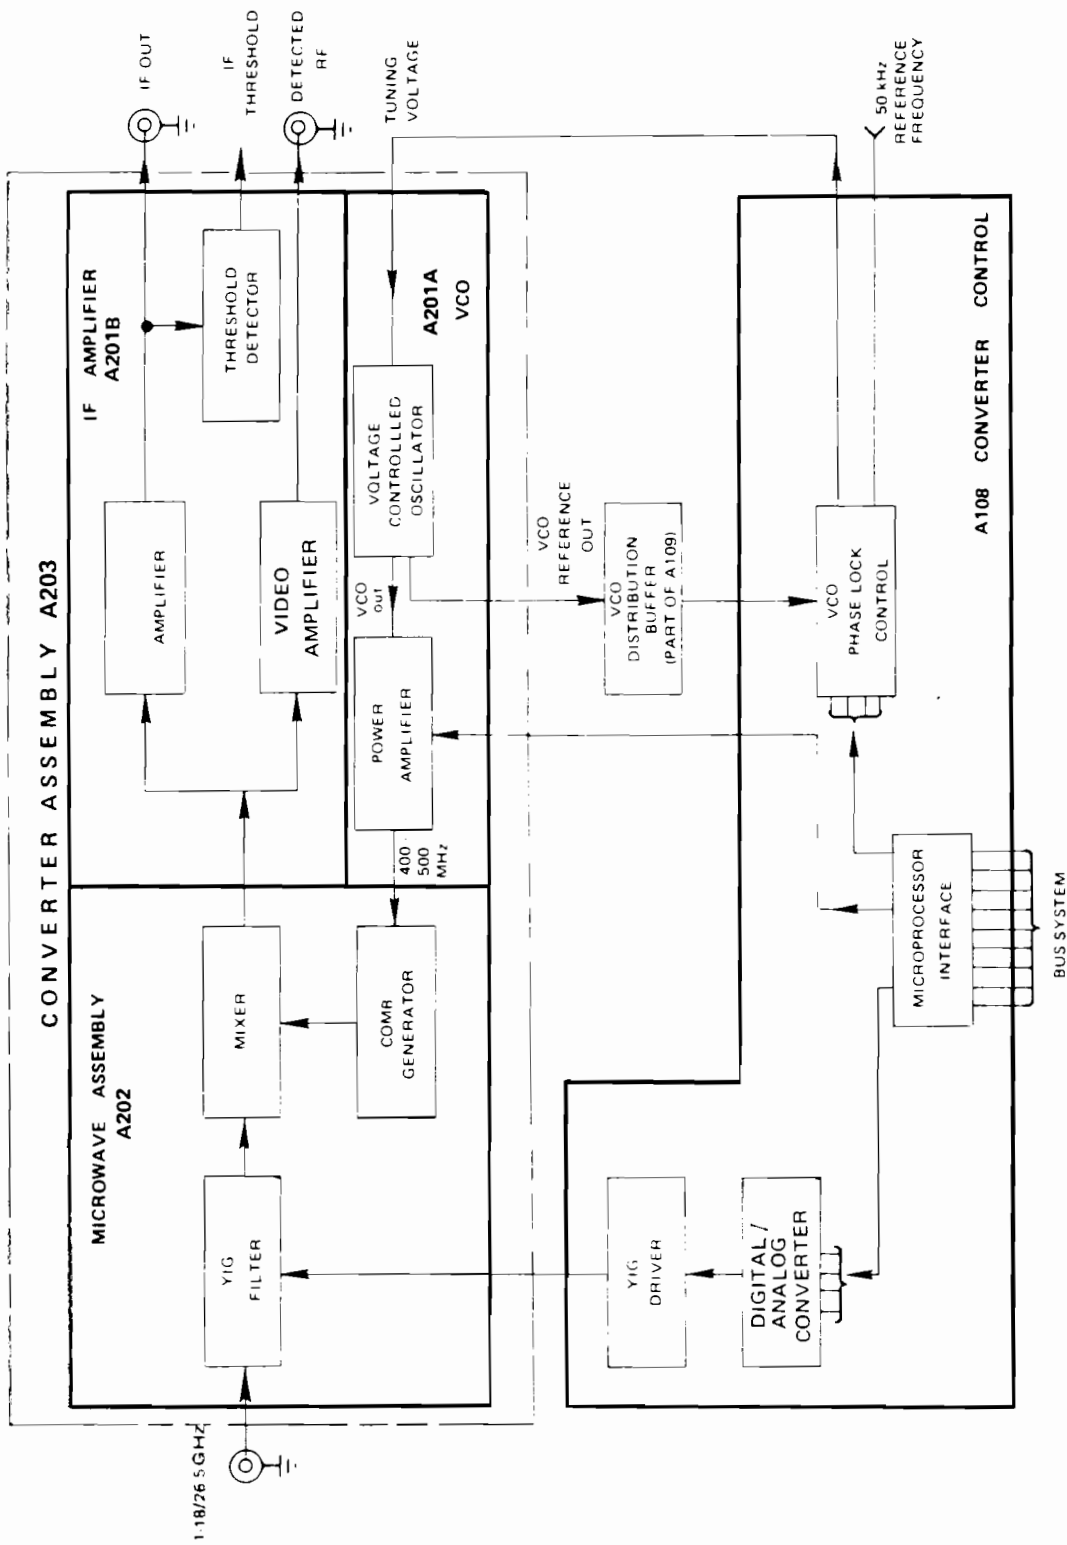 CONVERTER ASSEMBLY A203
MICROWAVE ASSEMBLY
A202
IF AMPLIFIER
A201B
A201A
VCO
1-18/26 5 GHZ
YIG
FILTER
MIXER
COMR
GENERATOR
AMPLIFIER
VIDEO
AMPLIFIER
THRESHOLD
DETECTOR
IF OUT
IF
THRESHOLD
DETECTED
RF
400
500
MHz
POWER
AMPLIFIER
VCO
out
VOLTAGE
CONTROLLLED
OSCILLATOR
TUNING
VOLTAGE
VCO
REFERENCE
OUT
VCO
DISTRIBUTION
BUFFER
(PART OF A109)
YIG
DRIVER
DIGITAL /
ANALOG
CONVERTER
MICROPROCESSOR
INTERFACE
BUS SYSTEM
VCO
PHASE LOCK
CONTROL
50 kHz
REFERENCE
FREQUENCY
A108 CONVERTER CONTROL